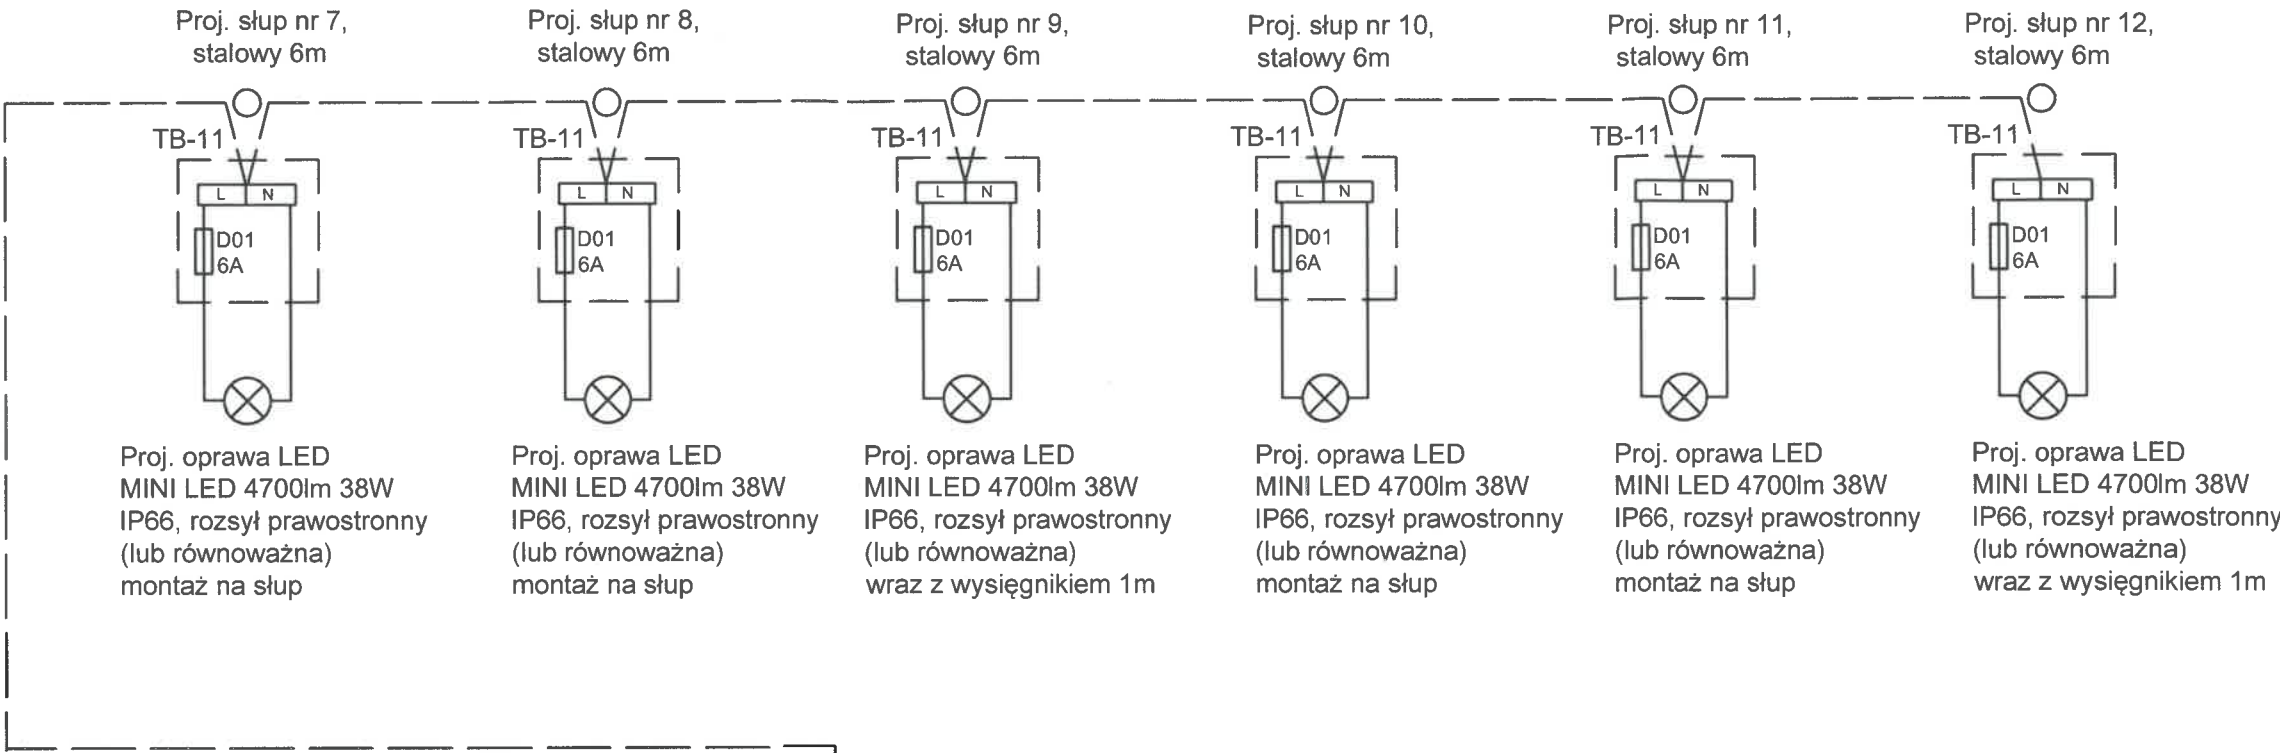 Proj. słup nr 7,
stalowy 6m
Proj. słup nr 8,
stalowy 6m
Proj. słup nr 9,
stalowy 6m
Proj. słup nr 10,
stalowy 6m
Proj. słup nr 11,
stalowy 6m
Proj. słup nr 12,
stalowy 6m
TB-11
L N
D01
6A
TB-11
L N
D01
6A
TB-11
L N
D01
6A
TB-11
L N
D01
6A
TB-11
L N
D01
6A
TB-11
L N
D01
6A
Proj. oprawa LED
MINI LED 4700lm 38W
IP66, rozsył prawostronny
(lub równoważna)
montaż na słup
Proj. oprawa LED
MINI LED 4700lm 38W
IP66, rozsył prawostronny
(lub równoważna)
montaż na słup
Proj. oprawa LED
MINI LED 4700lm 38W
IP66, rozsył prawostronny
(lub równoważna)
wraz z wysięgnikiem 1m
Proj. oprawa LED
MINI LED 4700lm 38W
IP66, rozsył prawostronny
(lub równoważna)
montaż na słup
Proj. oprawa LED
MINI LED 4700lm 38W
IP66, rozsył prawostronny
(lub równoważna)
montaż na słup
Proj. oprawa LED
MINI LED 4700lm 38W
IP66, rozsył prawostronny
(lub równoważna)
wraz z wysięgnikiem 1m